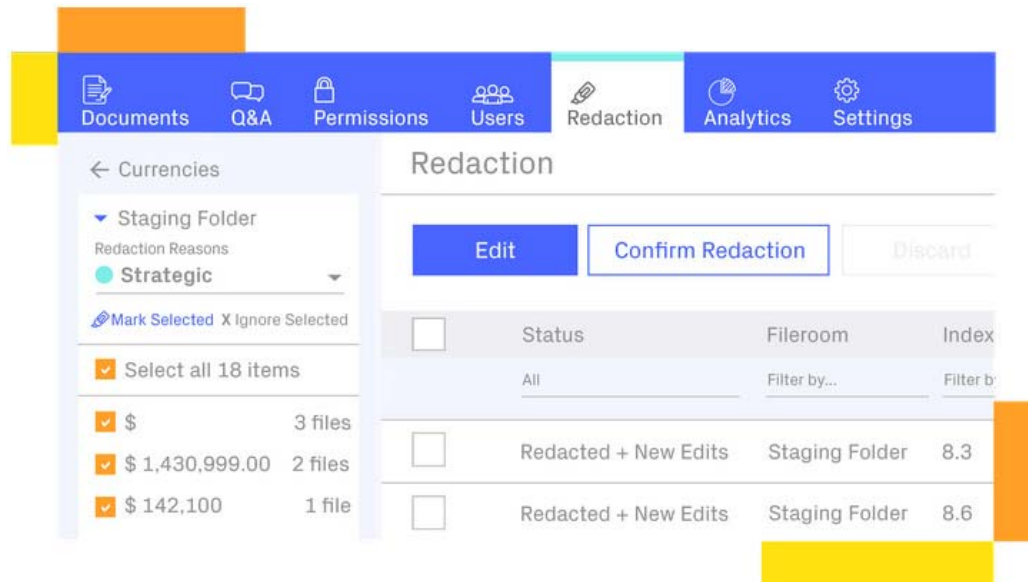 Documents Q&A Permissions Users Redaction Analytics Settings
← Currencies
Staging Folder
Redaction Reasons
Strategic
Mark Selected X Ignore Selected
Select all 18 items
$ 3 files
$ 1,430,999.00 2 files
$ 142,100 1 file
Redaction
Edit Confirm Redaction Discard
Status Fileroom Index
All Filter by... Filter b
Redacted + New Edits Staging Folder 8.3
Redacted + New Edits Staging Folder 8.6